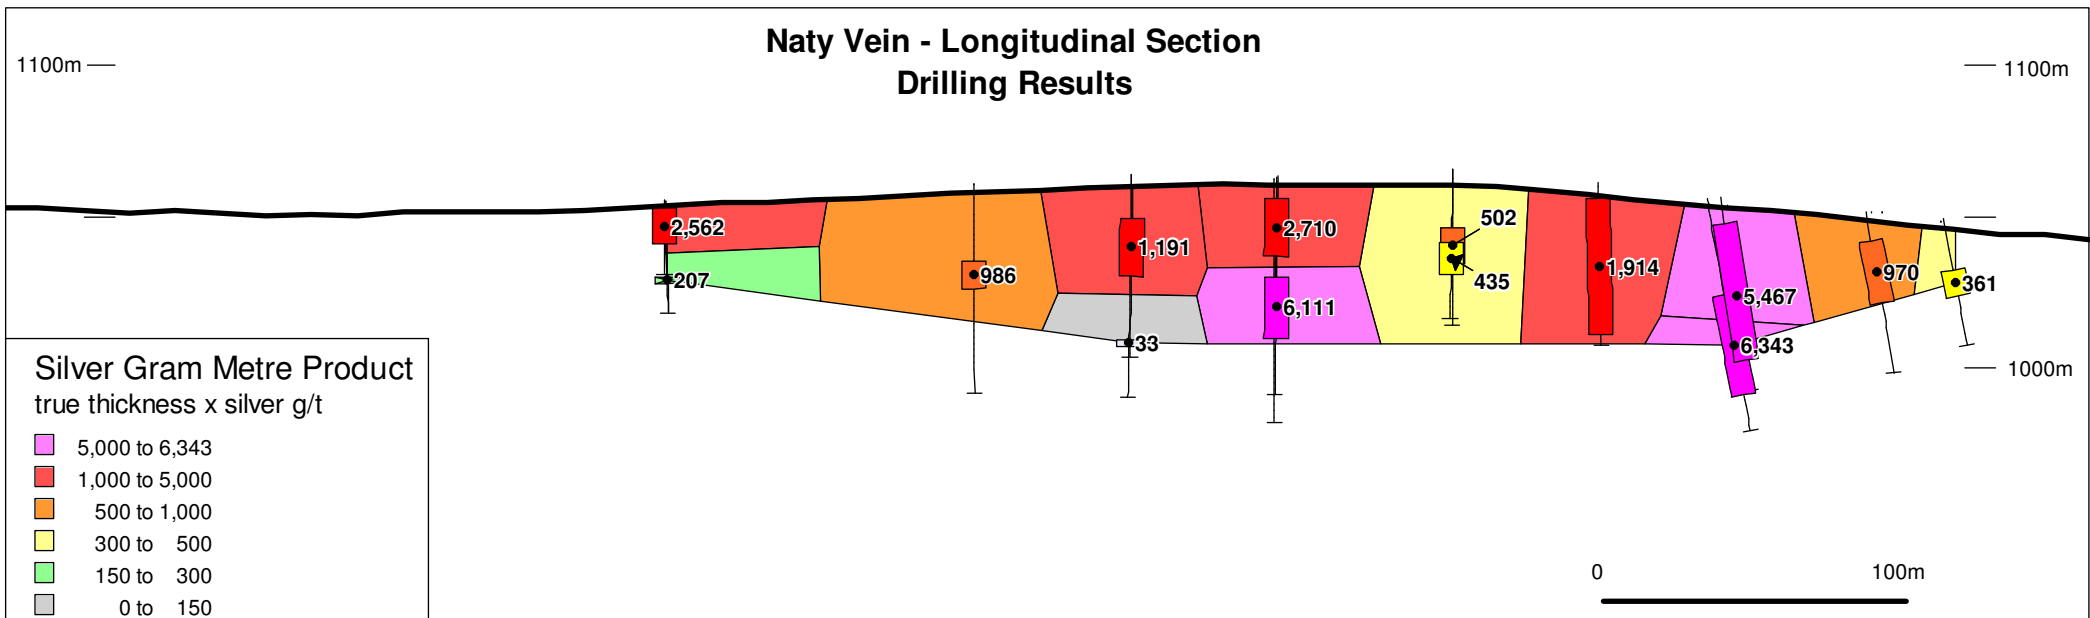 Naty Vein - Longitudinal Section
Drilling Results
1100m
1100m
2,562
207
986
1,191
33
2,710
6,111
502
435
1,914
5,467
6,343
970
361
1000m
Silver Gram Metre Product
true thickness x silver g/t
5,000 to 6,343
1,000 to 5,000
500 to 1,000
300 to 500
150 to 300
0 to 150
0 100m